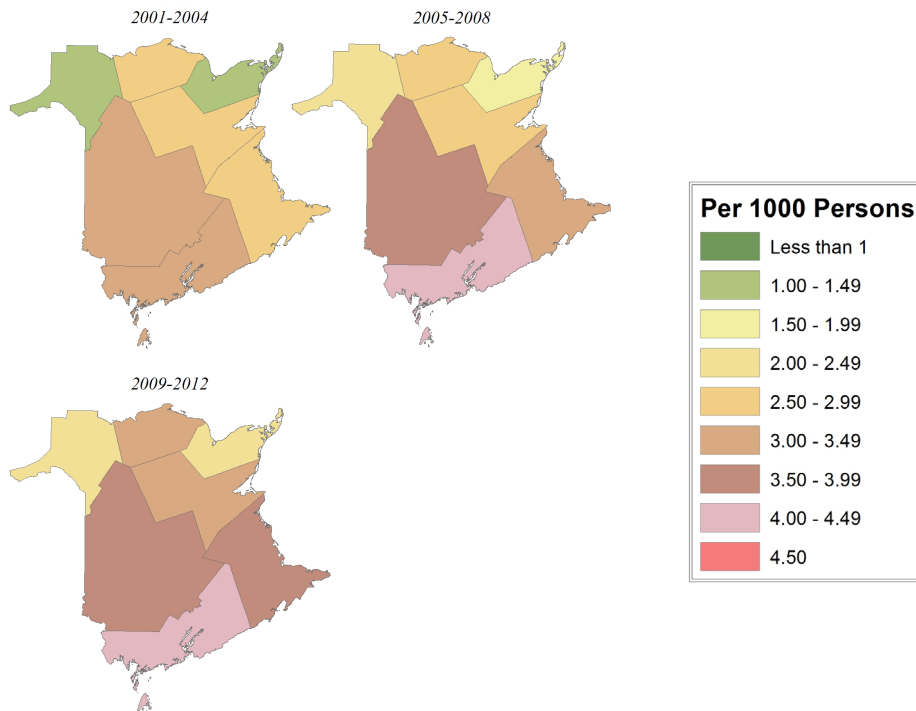 2001-2004
2005-2008
2009-2012
Per 1000 Persons
Less than 1
1.00 - 1.49
1.50 - 1.99
2.00 - 2.49
2.50 - 2.99
3.00 - 3.49
3.50 - 3.99
4.00 - 4.49
4.50